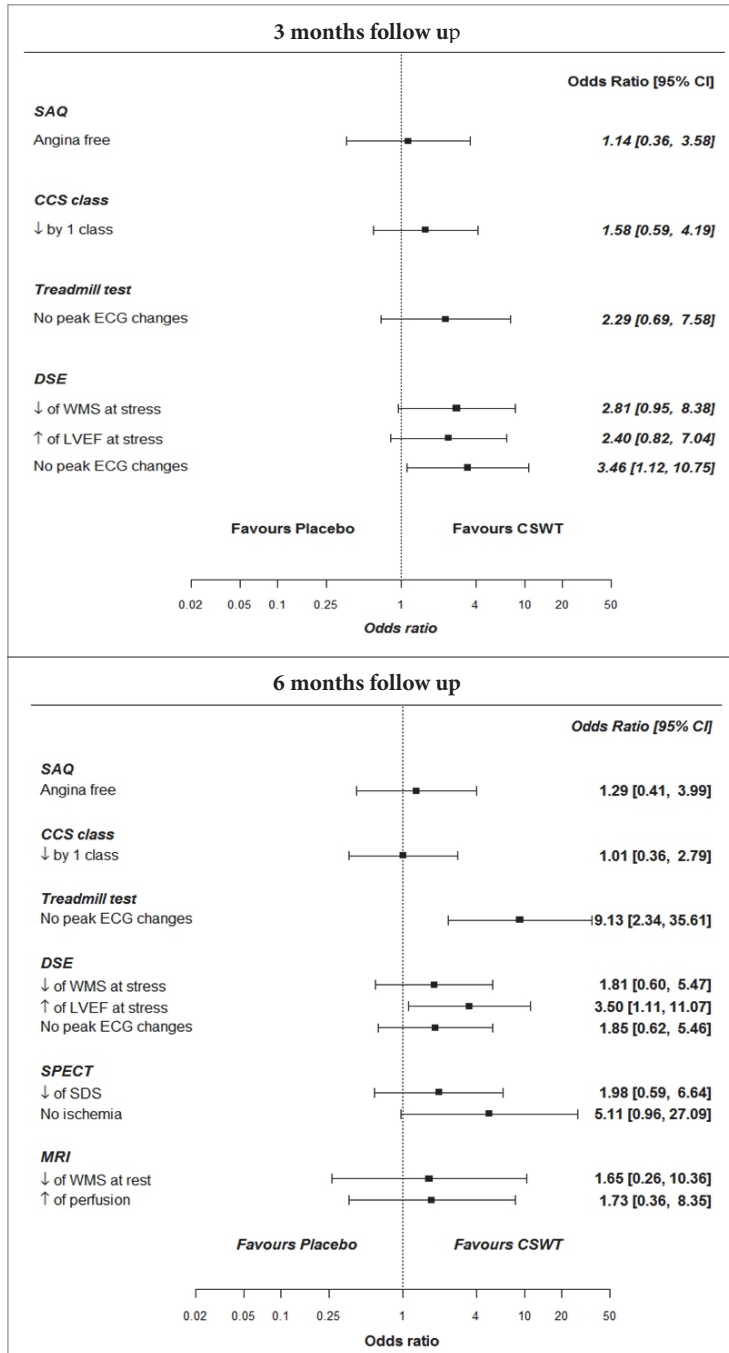 3 months follow up
Odds Ratio [95% CI]
SAQ
Angina free 1.14 [0.36, 3.58]
CCS class
↓ by 1 class 1.58 [0.59, 4.19]
Treadmill test
No peak ECG changes 2.29 [0.69, 7.58]
DSE
↓ of WMS at stress 2.81 [0.95, 8.38]
↑ of LVEF at stress 2.40 [0.82, 7.04]
No peak ECG changes 3.46 [1.12, 10.75]
Favours Placebo Favours CSWT
0.02 0.05 0.1 0.25 1 4 10 20 50
Odds ratio
6 months follow up
Odds Ratio [95% CI]
SAQ
Angina free 1.29 [0.41, 3.99]
CCS class
↓ by 1 class 1.01 [0.36, 2.79]
Treadmill test
No peak ECG changes 9.13 [2.34, 35.61]
DSE
↓ of WMS at stress 1.81 [0.60, 5.47]
↑ of LVEF at stress 3.50 [1.11, 11.07]
No peak ECG changes 1.85 [0.62, 5.46]
SPECT
↓ of SDS 1.98 [0.59, 6.64]
No ischemia 5.11 [0.96, 27.09]
MRI
↓ of WMS at rest 1.65 [0.26, 10.36]
↑ of perfusion 1.73 [0.36, 8.35]
Favours Placebo Favours CSWT
0.02 0.05 0.1 0.25 1 4 10 20 50
Odds ratio